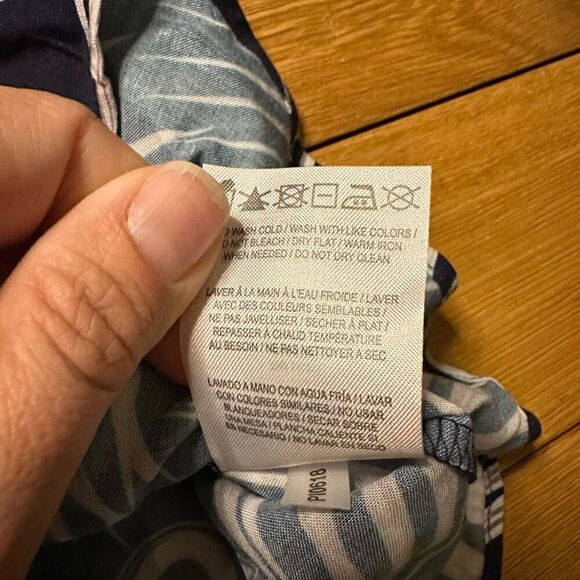 WASH COLD / WASH WITH LIKE COLORS /
NOT BLEACH / DRY FLAT / WARM IRON
WHEN NEEDED / DO NOT DRY CLEAN
LAVER À LA MAIN À L'EAU FROIDE / LAVER
AVEC DES COULEURS SEMBLABLES /
NE PAS JAVELLISER / SECHER À PLAT /
REPASSER À CHAUD TEMPÉRATURE
AU BESOIN / NE PAS NETTOYER À SEC
LAVADO A MANO CON AGUA FRÍA / LAVAR
CON COLORES SIMILARES / NO USAR
BLANQUEADORES / SECAR SOBRE
UNA MESA / PLANCHA CALIENTE SI
ES NECESARIO / NO LAVAR EN SECO
PI0618